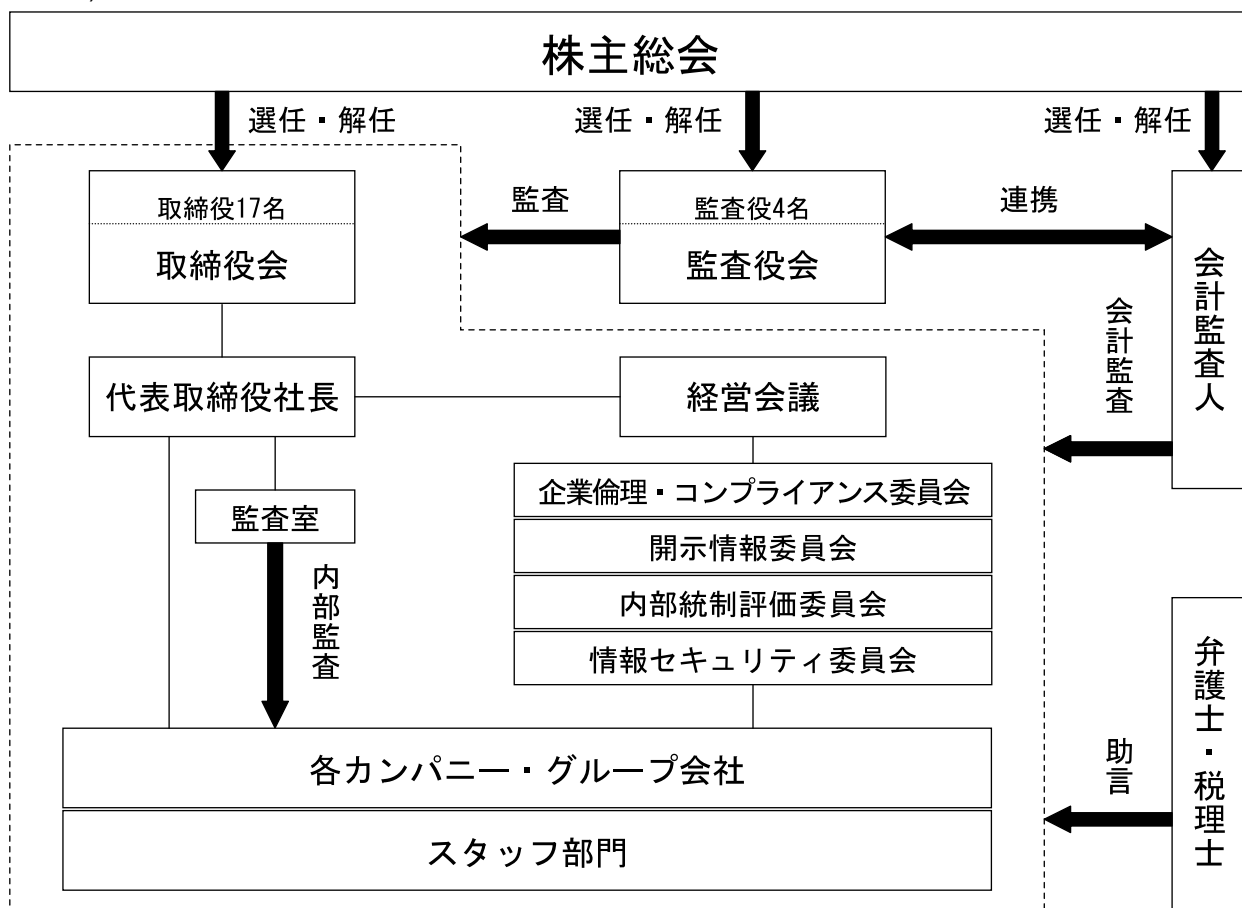 株主総会
選任・解任
選任・解任
選任・解任
取締役17名
取締役会
監査
監査役4名
監査役会
連携
会計監査人
会計監査
代表取締役社長
経営会議
監査室
内部監査
企業倫理・コンプライアンス委員会
開示情報委員会
内部統制評価委員会
情報セキュリティ委員会
各カンパニー・グループ会社
スタッフ部門
助言
弁護士・税理士